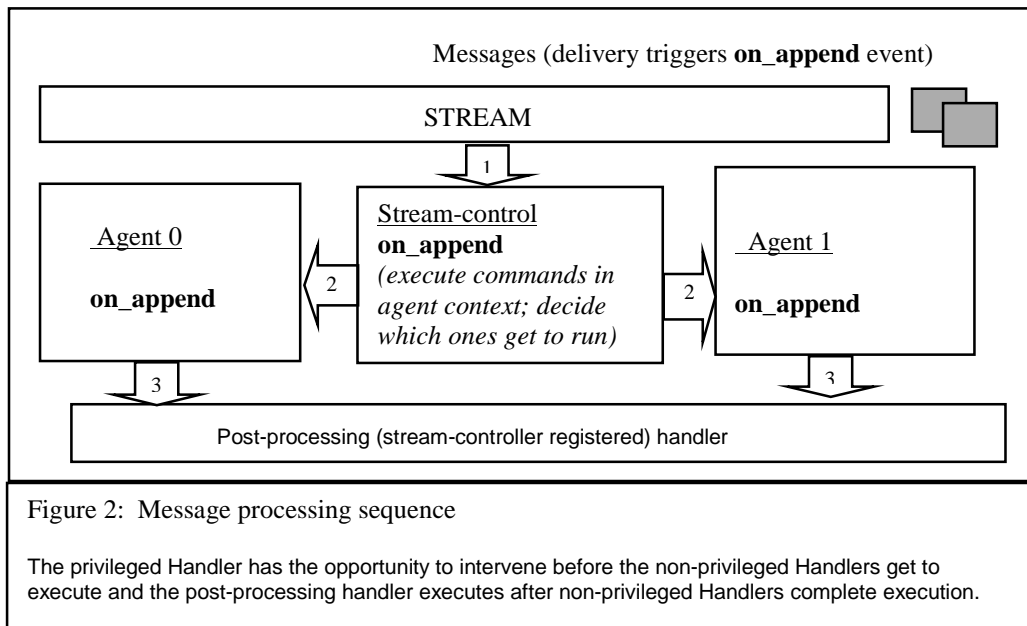 Messages (delivery triggers on_append event)
STREAM
1
Agent 0
on_append
2
Stream-control
on_append
(execute commands in
agent context; decide
which ones get to run)
2
Agent 1
on_append
3
3
Post-processing (stream-controller registered) handler
Figure 2: Message processing sequence
The privileged Handler has the opportunity to intervene before the non-privileged Handlers get to
execute and the post-processing handler executes after non-privileged Handlers complete execution.